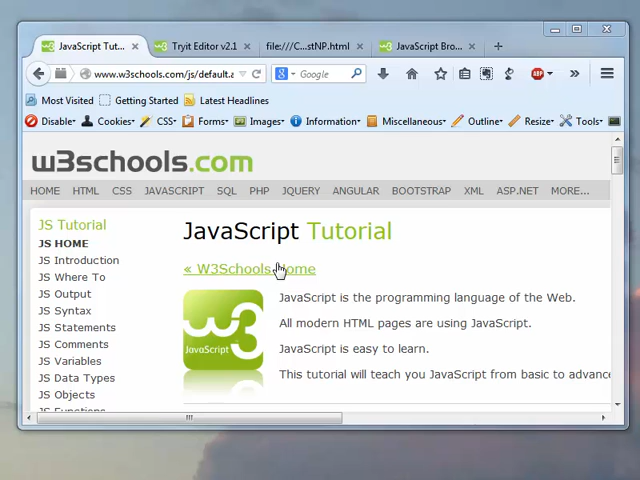 JavaScript Tut...
Tryit Editor v2.1
file:///C...stNP.html
JavaScript Bro...
www.w3schools.com/js/default.a
Google
ABP
Most Visited
Getting Started
Latest Headlines
Disable
Cookies
CSS
Forms
Images
Information
Miscellaneous
Outline
Resize
Tools
w3schools.com
HOME HTML CSS JAVASCRIPT SQL PHP JQUERY ANGULAR BOOTSTRAP XML ASP.NET MORE...
JS Tutorial
JS HOME
JS Introduction
JS Where To
JS Output
JS Syntax
JS Statements
JS Comments
JS Variables
JS Data Types
JS Objects
JS Functions
JavaScript Tutorial
« W3Schools Home
w3
JavaScript
JavaScript is the programming language of the Web.
All modern HTML pages are using JavaScript.
JavaScript is easy to learn.
This tutorial will teach you JavaScript from basic to advance